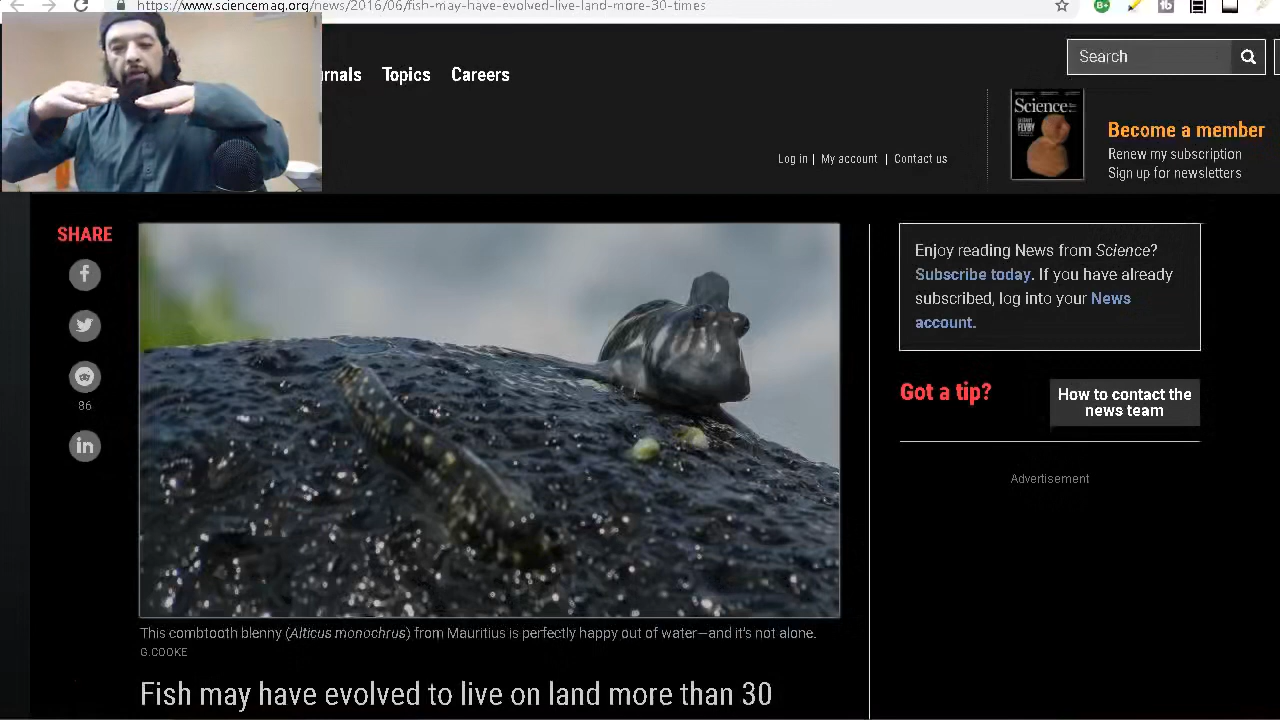 https://www.sciencemag.org/news/2016/06/fish-may-have-evolved-live-land-more-30-times
Topics Careers
Search
Science
Become a member
Log in | My account | Contact us
Renew my subscription
Sign up for newsletters
SHARE
86
Enjoy reading News from Science?
Subscribe today. If you have already
subscribed, log into your News
account.
Got a tip?
How to contact the
news team
Advertisement
This combtooth blenny (Alticus monochrus) from Mauritius is perfectly happy out of water—and it's not alone.
G.COOKE
Fish may have evolved to live on land more than 30